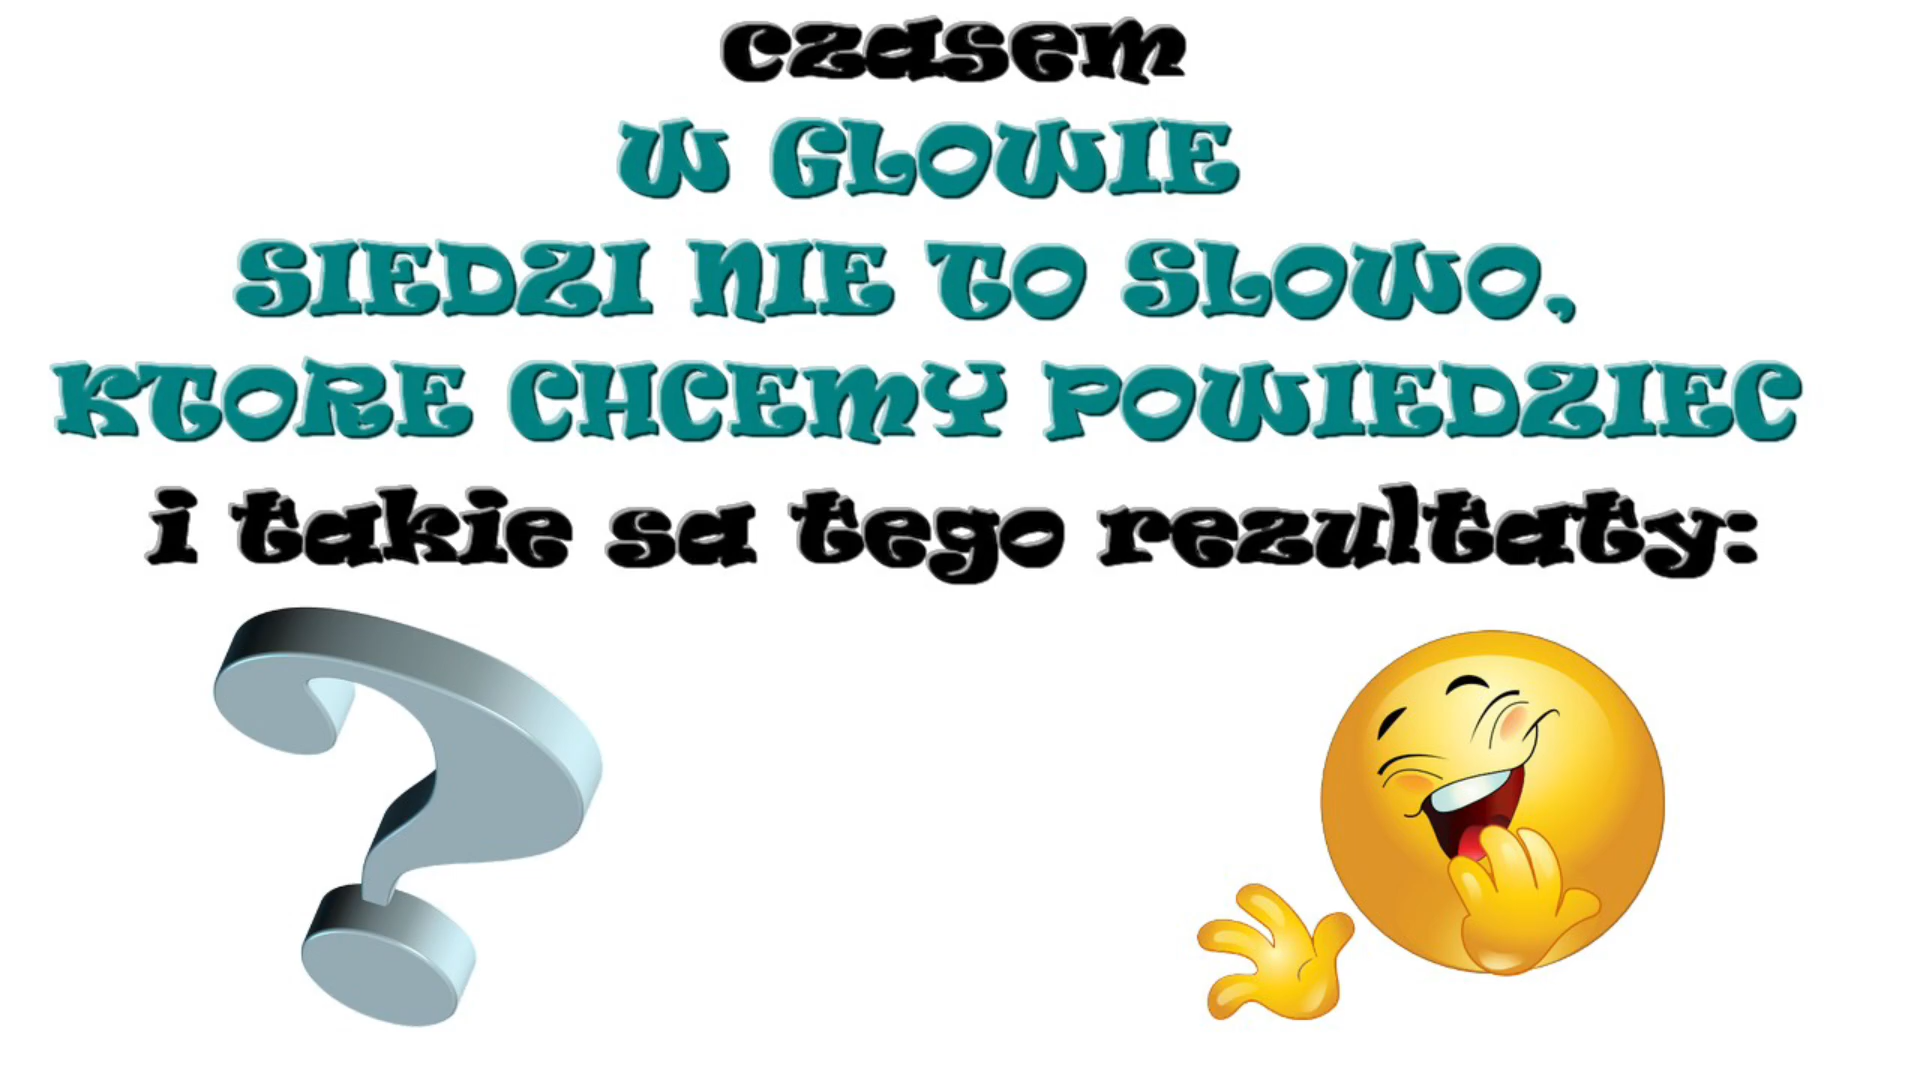 czasem
W GLOWIE
SIEDZI NIE TO SLOWO,
KTORE CHCEMY POWIEDZIEC
i takie sa tego rezultaty:
?